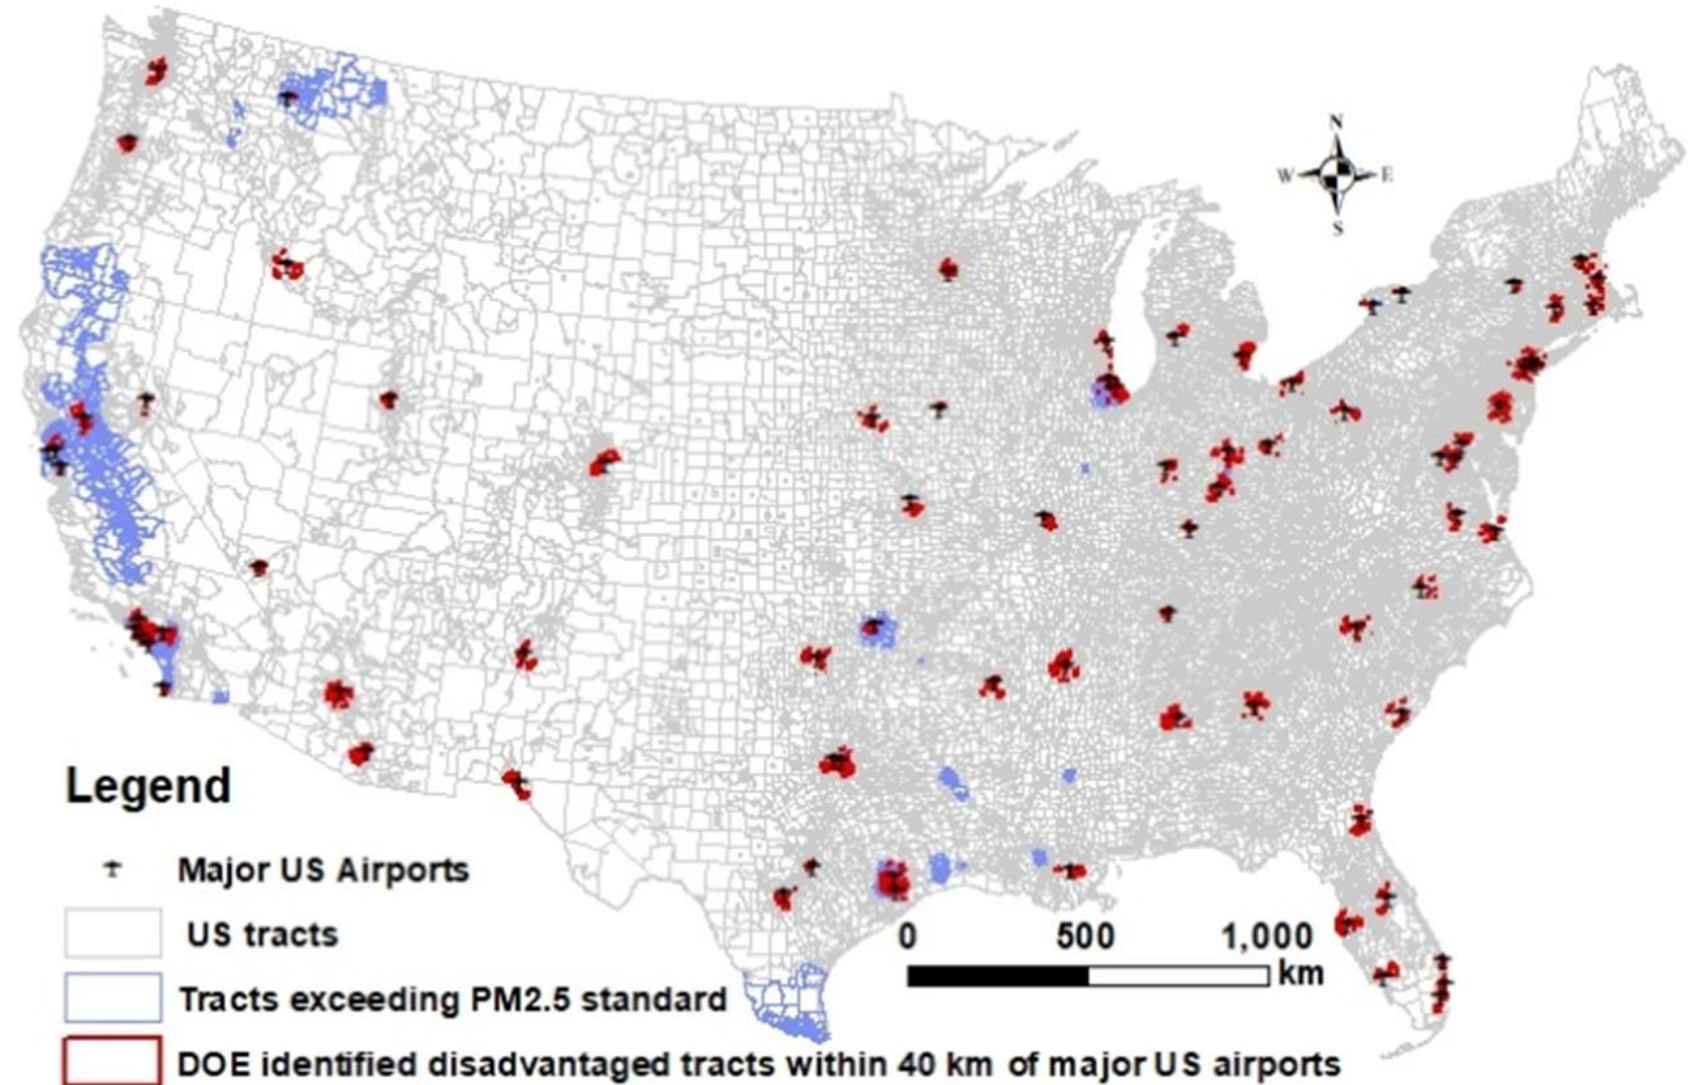 N
W E
S
Legend
Major US Airports
US tracts
Tracts exceeding PM2.5 standard
DOE identified disadvantaged tracts within 40 km of major US airports
0 500 1,000
km